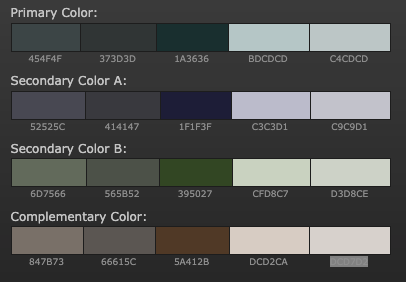 Primary Color:
454F4F 373D3D 1A3636 BDCDCD C4CDCD
Secondary Color A:
52525C 414147 1F1F3F C3C3D1 C9C9D1
Secondary Color B:
6D7566 565B52 395027 CFD8C7 D3D8CE
Complementary Color:
847B73 66615C 5A412B DCD2CA